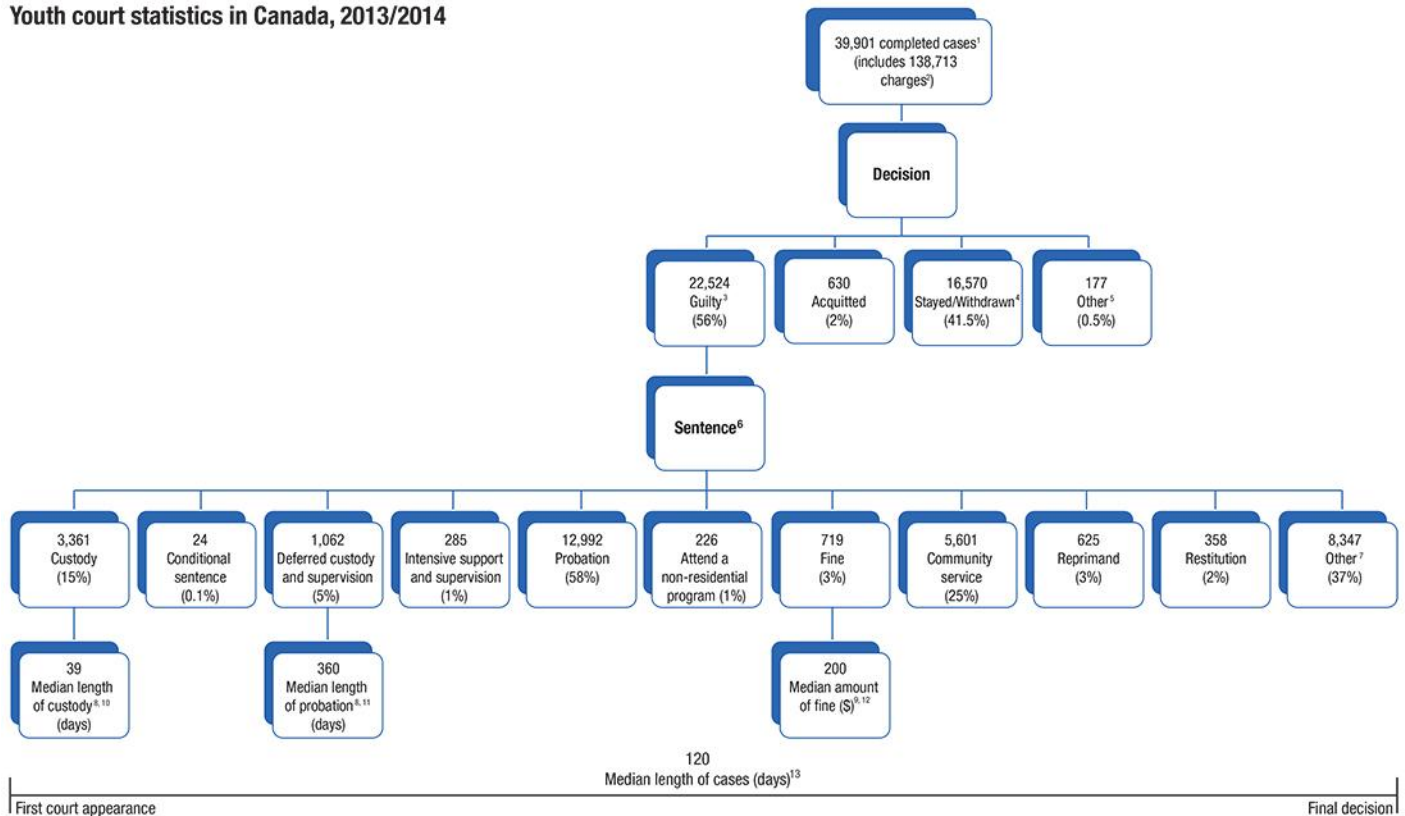 Youth court statistics in Canada, 2013/2014
39,901 completed cases¹
(includes 138,713
charges²)
Decision
22,524
Guilty³
(56%)
630
Acquitted
(2%)
16,570
Stayed/Withdrawn⁴
(41.5%)
177
Other⁵
(0.5%)
Sentence⁶
3,361
Custody
(15%)
24
Conditional
sentence
(0.1%)
1,062
Deferred custody
and supervision
(5%)
285
Intensive support
and supervision
(1%)
12,992
Probation
(58%)
226
Attend a
non-residential
program (1%)
719
Fine
(3%)
5,601
Community
service
(25%)
625
Reprimand
(3%)
358
Restitution
(2%)
8,347
Other⁷
(37%)
39
Median length
of custody⁸,¹⁰
(days)
360
Median length
of probation⁸,¹¹
(days)
200
Median amount
of fine ($)⁹,¹²
120
Median length of cases (days)¹³
First court appearance
Final decision